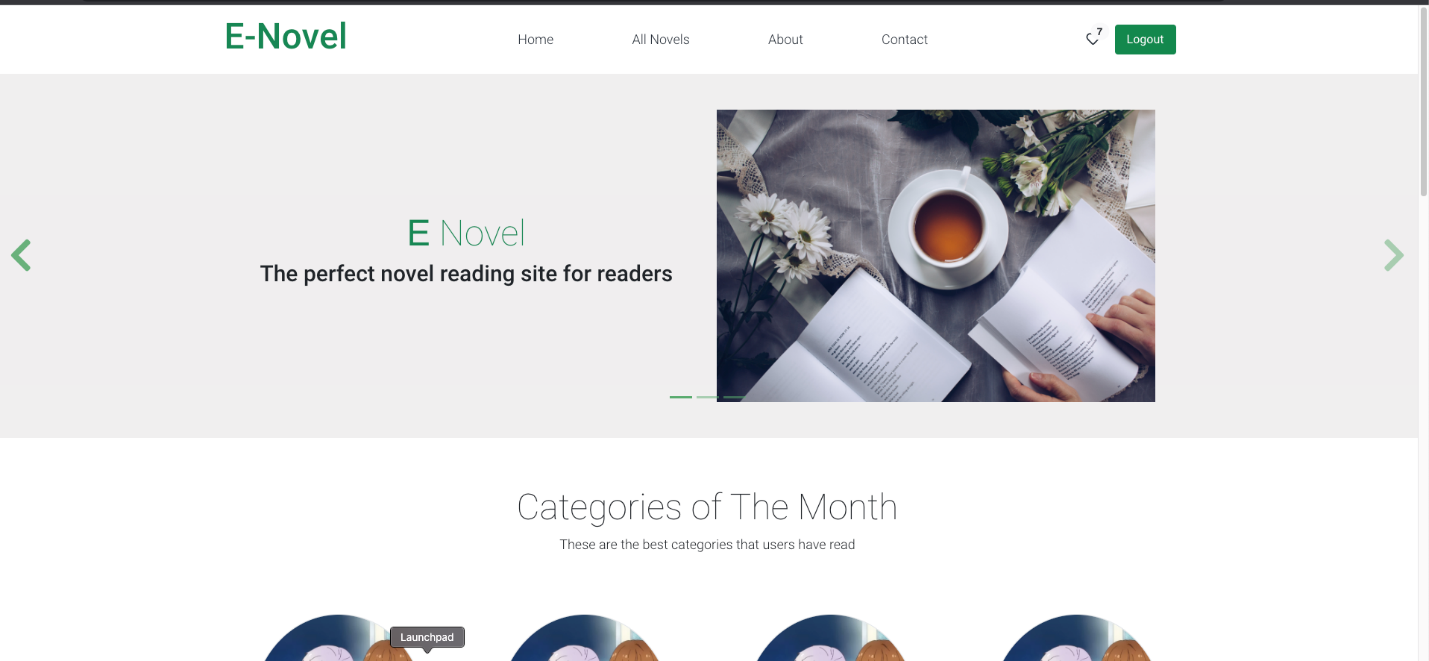 E-Novel
Home
All Novels
About
Contact
7
Logout
E Novel
The perfect novel reading site for readers
Categories of The Month
These are the best categories that users have read
Launchpad